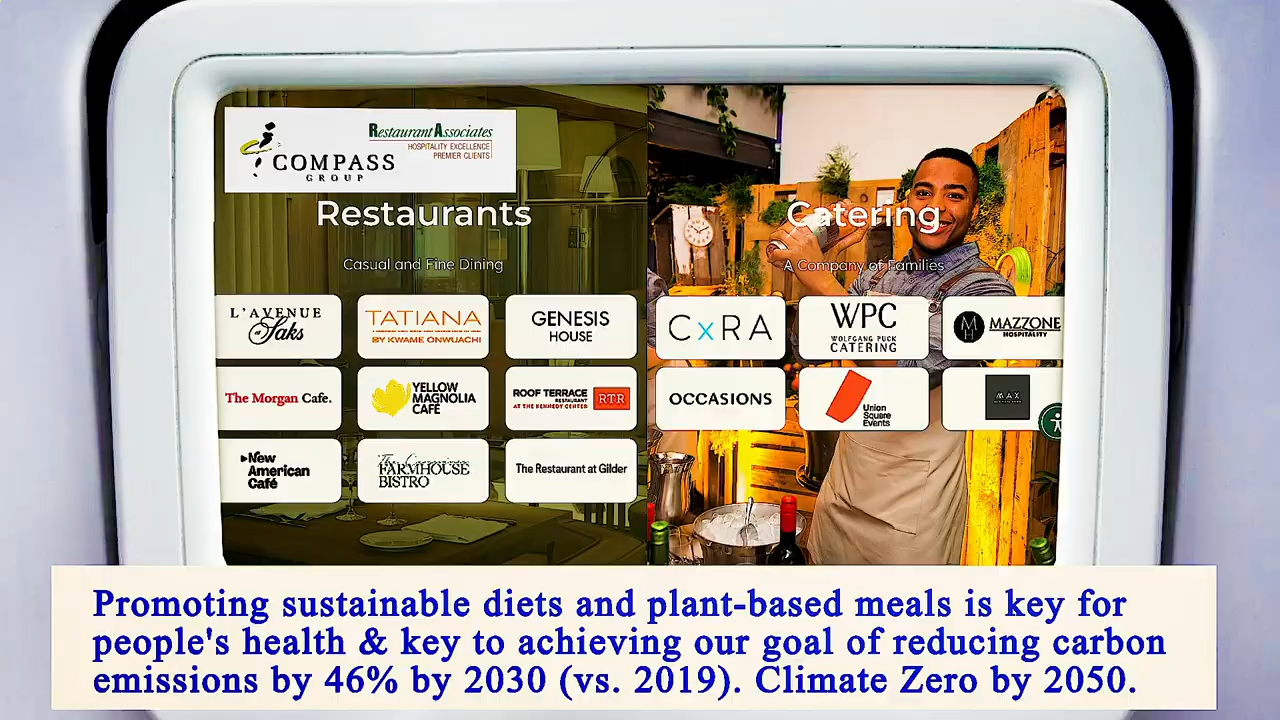 COMPASS
GROUP
Restaurant Associates
HOSPITALITY EXCELLENCE
PREMIER CLIENTS
Restaurants
Casual and Fine Dining
L'AVENUE
at Saks
TATIANA
BY KWAME ONWUACHI
GENESIS
HOUSE
The Morgan Cafe.
YELLOW
MAGNOLIA
CAFÉ
ROOF TERRACE
RESTAURANT
AT THE KENNEDY CENTER
RTR
New
American
Café
FARMHOUSE
BISTRO
The Restaurant at Gilder
Catering
A Company of Families
CxRA
WPC
WOLFGANG PUCK
CATERING
MH
MAZZONE
HOSPITALITY
OCCASIONS
Union
Square
Events
MAX
Promoting sustainable diets and plant-based meals is key for
people's health & key to achieving our goal of reducing carbon
emissions by 46% by 2030 (vs. 2019). Climate Zero by 2050.